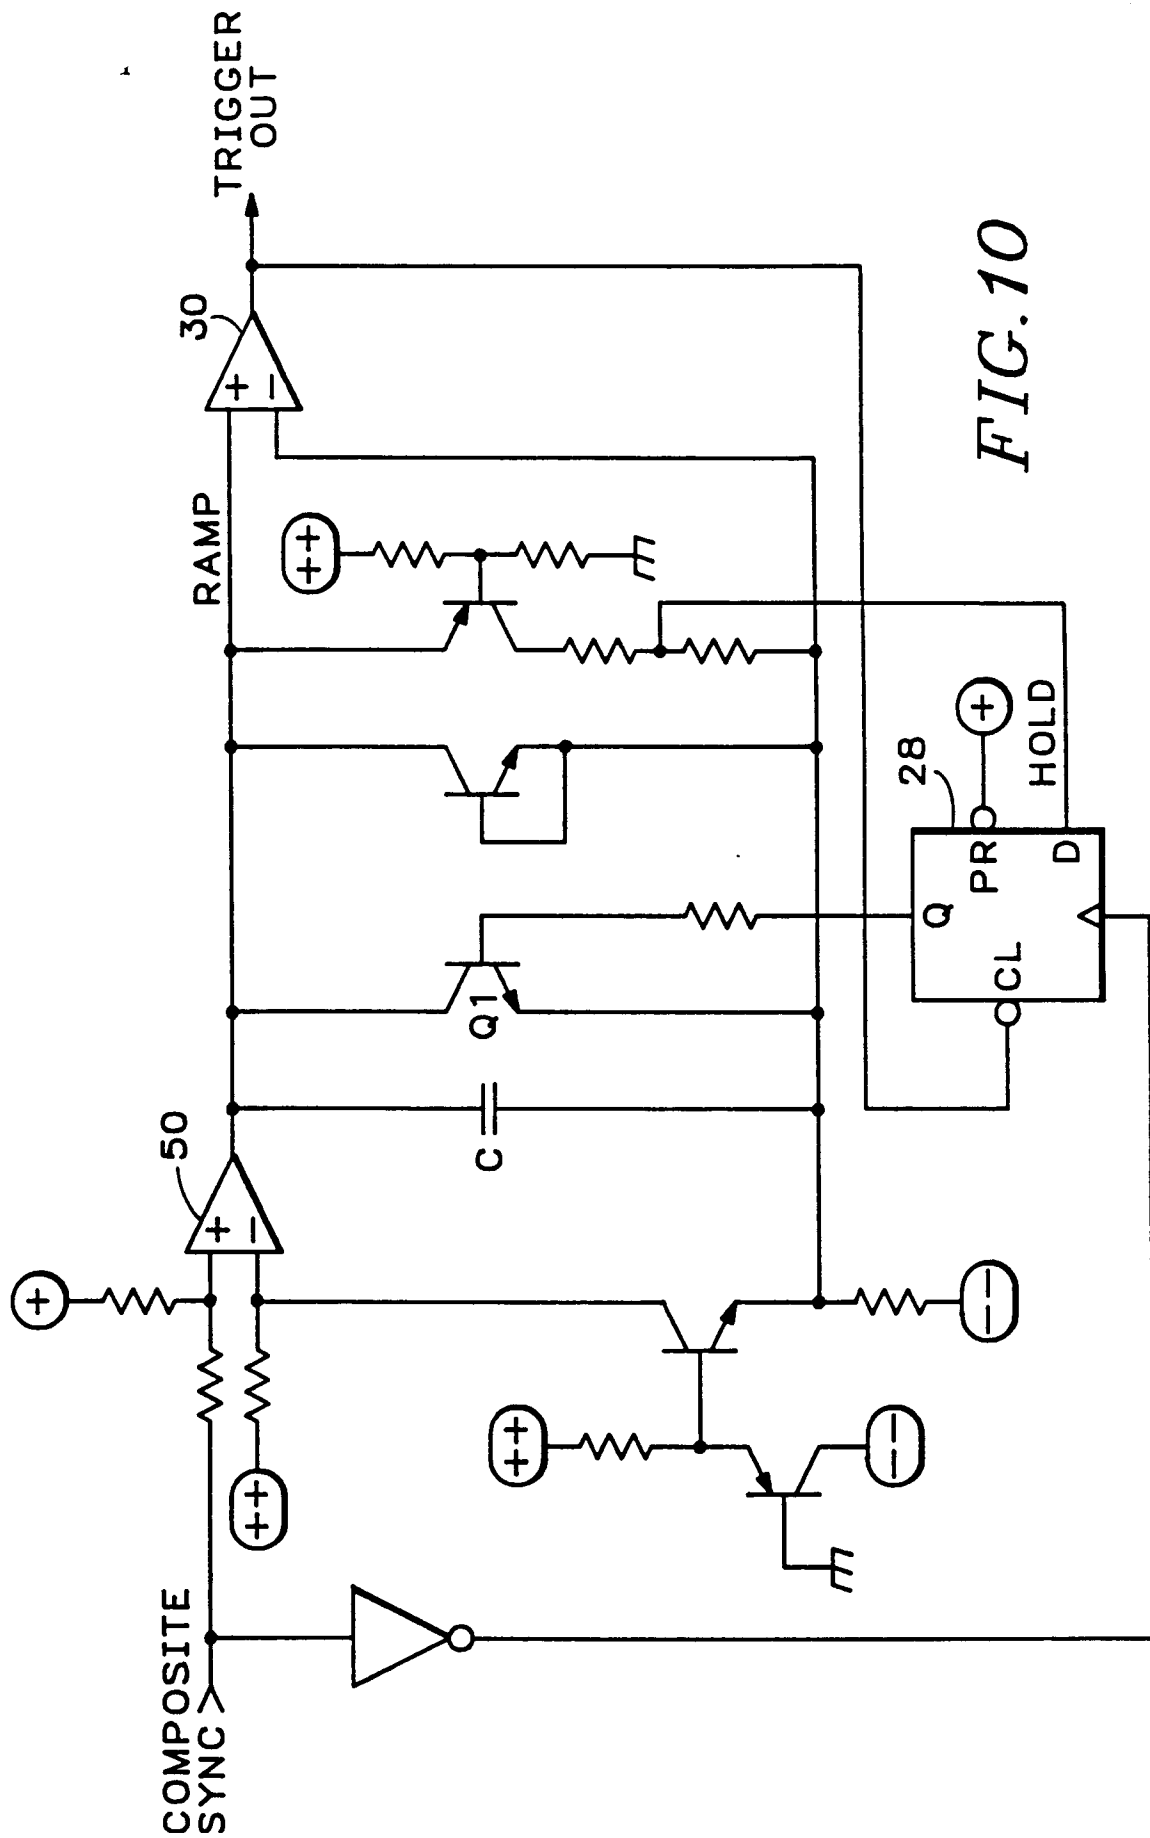 COMPOSITE
SYNC
+
++
50
+
−
++
−−
−−
C
Q1
RAMP
++
30
+
−
TRIGGER
OUT
Q
CL
PR
D
28
+
HOLD
FIG.10